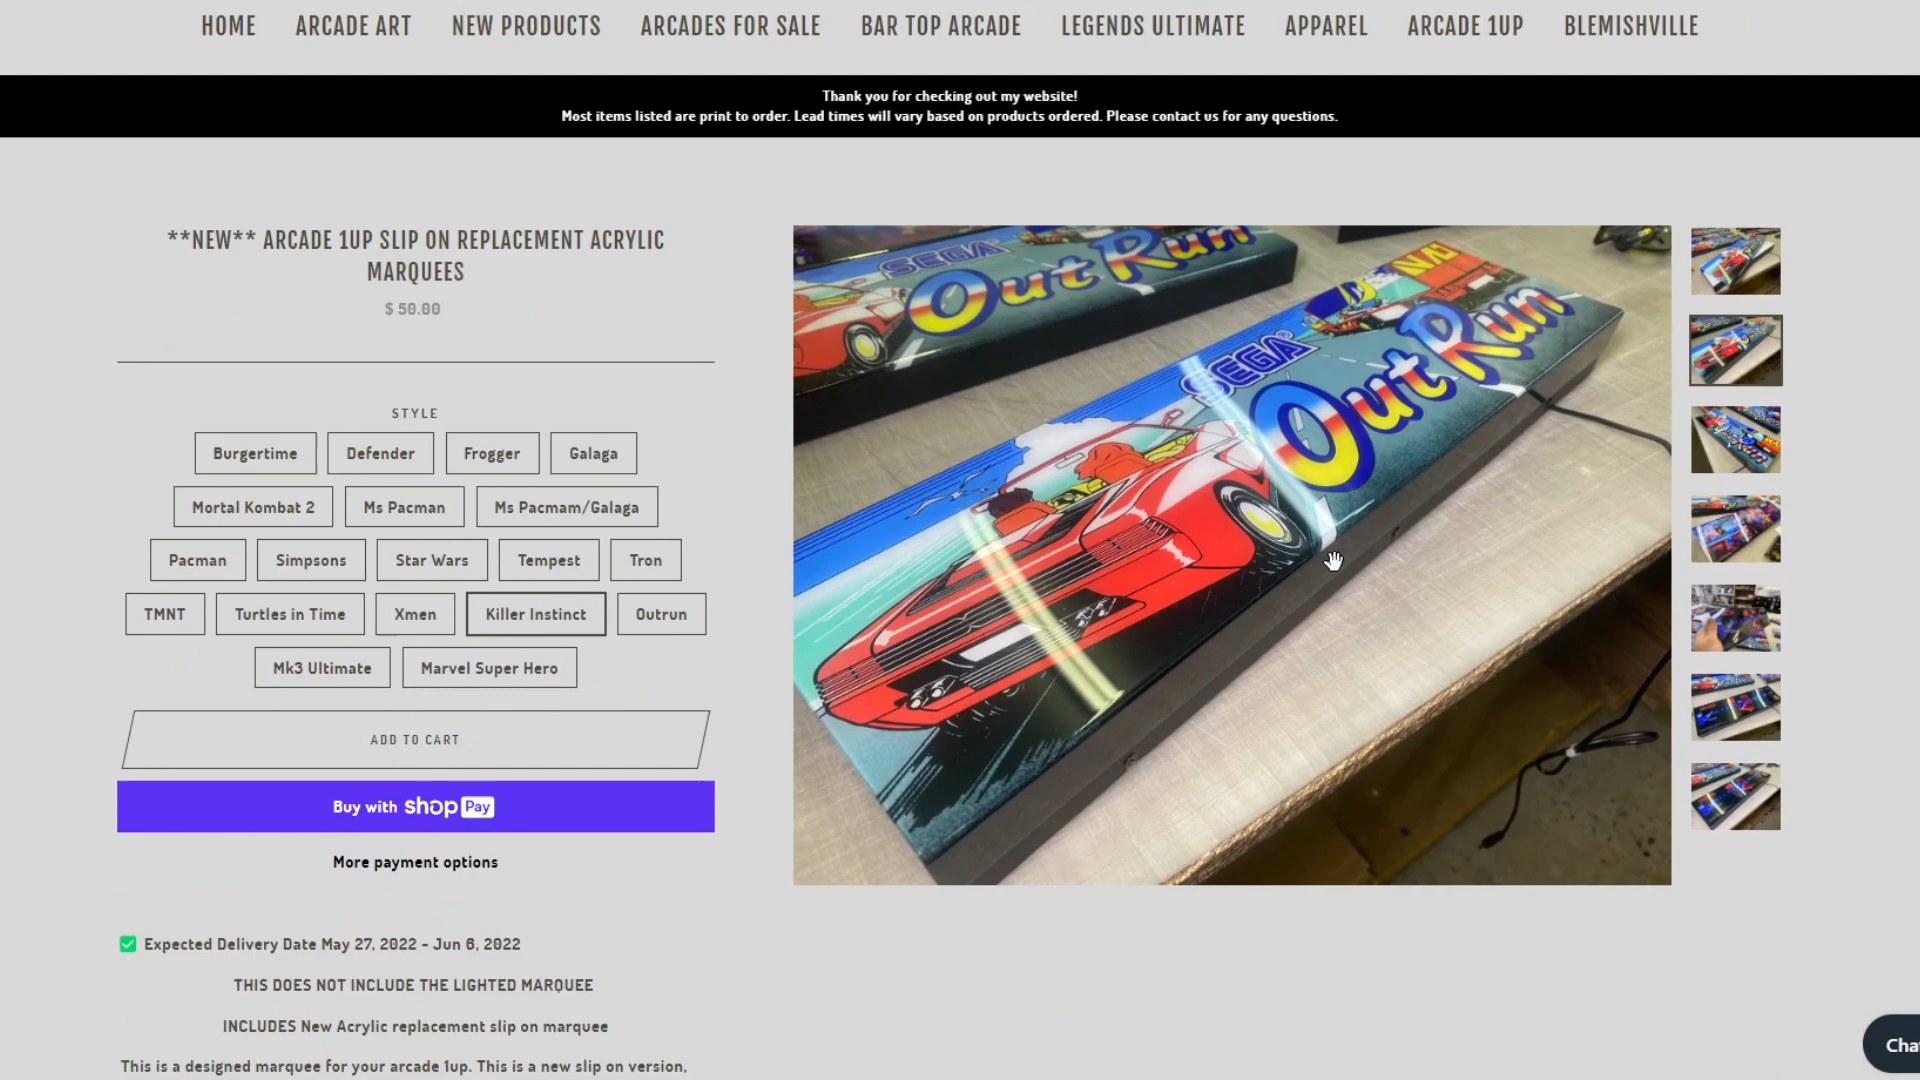 HOME ARCADE ART NEW PRODUCTS ARCADES FOR SALE BAR TOP ARCADE LEGENDS ULTIMATE APPAREL ARCADE 1UP BLEMISHVILLE
Thank you for checking out my website!
Most items listed are print to order. Lead times will vary based on products ordered. Please contact us for any questions.
**NEW** ARCADE 1UP SLIP ON REPLACEMENT ACRYLIC
MARQUEES
$ 50.00
STYLE
Burgertime Defender Frogger Galaga
Mortal Kombat 2 Ms Pacman Ms Pacmam/Galaga
Pacman Simpsons Star Wars Tempest Tron
TMNT Turtles in Time Xmen Killer Instinct Outrun
Mk3 Ultimate Marvel Super Hero
ADD TO CART
Buy with shop Pay
More payment options
Expected Delivery Date May 27, 2022 - Jun 6, 2022
THIS DOES NOT INCLUDE THE LIGHTED MARQUEE
INCLUDES New Acrylic replacement slip on marquee
This is a designed marquee for your arcade 1up. This is a new slip on version,
SEGA
OutRun
SEGA
OutRun